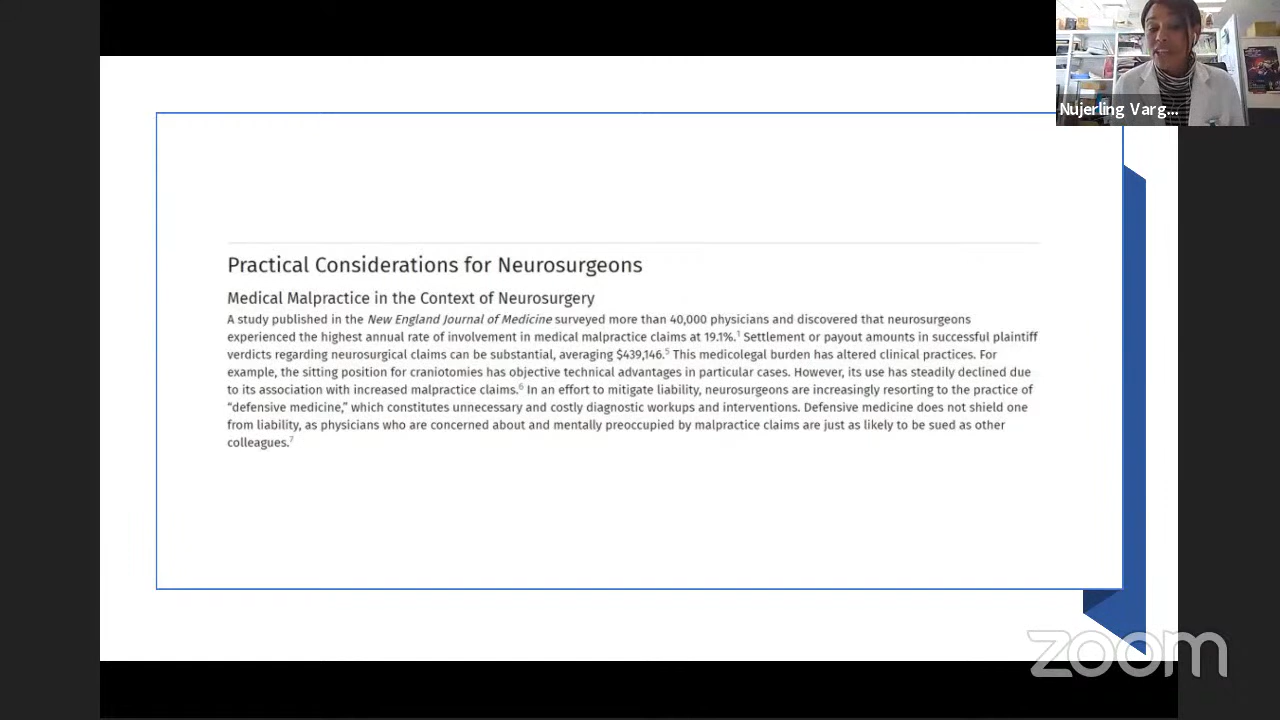 Nujerling Varg...
Practical Considerations for Neurosurgeons
Medical Malpractice in the Context of Neurosurgery
A study published in the New England Journal of Medicine surveyed more than 40,000 physicians and discovered that neurosurgeons
experienced the highest annual rate of involvement in medical malpractice claims at 19.1%.1 Settlement or payout amounts in successful plaintiff
verdicts regarding neurosurgical claims can be substantial, averaging $439,146.5 This medicolegal burden has altered clinical practices. For
example, the sitting position for craniotomies has objective technical advantages in particular cases. However, its use has steadily declined due
to its association with increased malpractice claims.6 In an effort to mitigate liability, neurosurgeons are increasingly resorting to the practice of
“defensive medicine,” which constitutes unnecessary and costly diagnostic workups and interventions. Defensive medicine does not shield one
from liability, as physicians who are concerned about and mentally preoccupied by malpractice claims are just as likely to be sued as other
colleagues.7
zoom